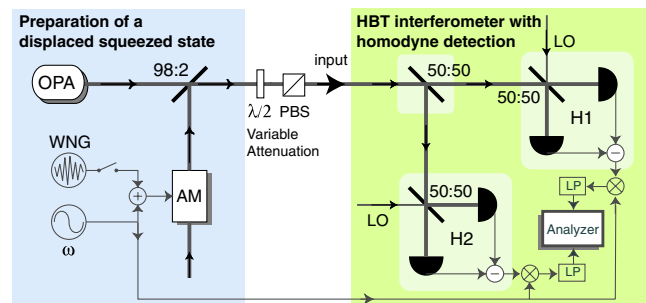 Preparation of a
displaced squeezed state
HBT interferometer with
homodyne detection
OPA
98:2
input
λ/2 PBS
Variable
Attenuation
WNG
+
AM
ω
50:50
LO
50:50
H1
−
LP
Analyzer
LP
50:50
LO
H2
−